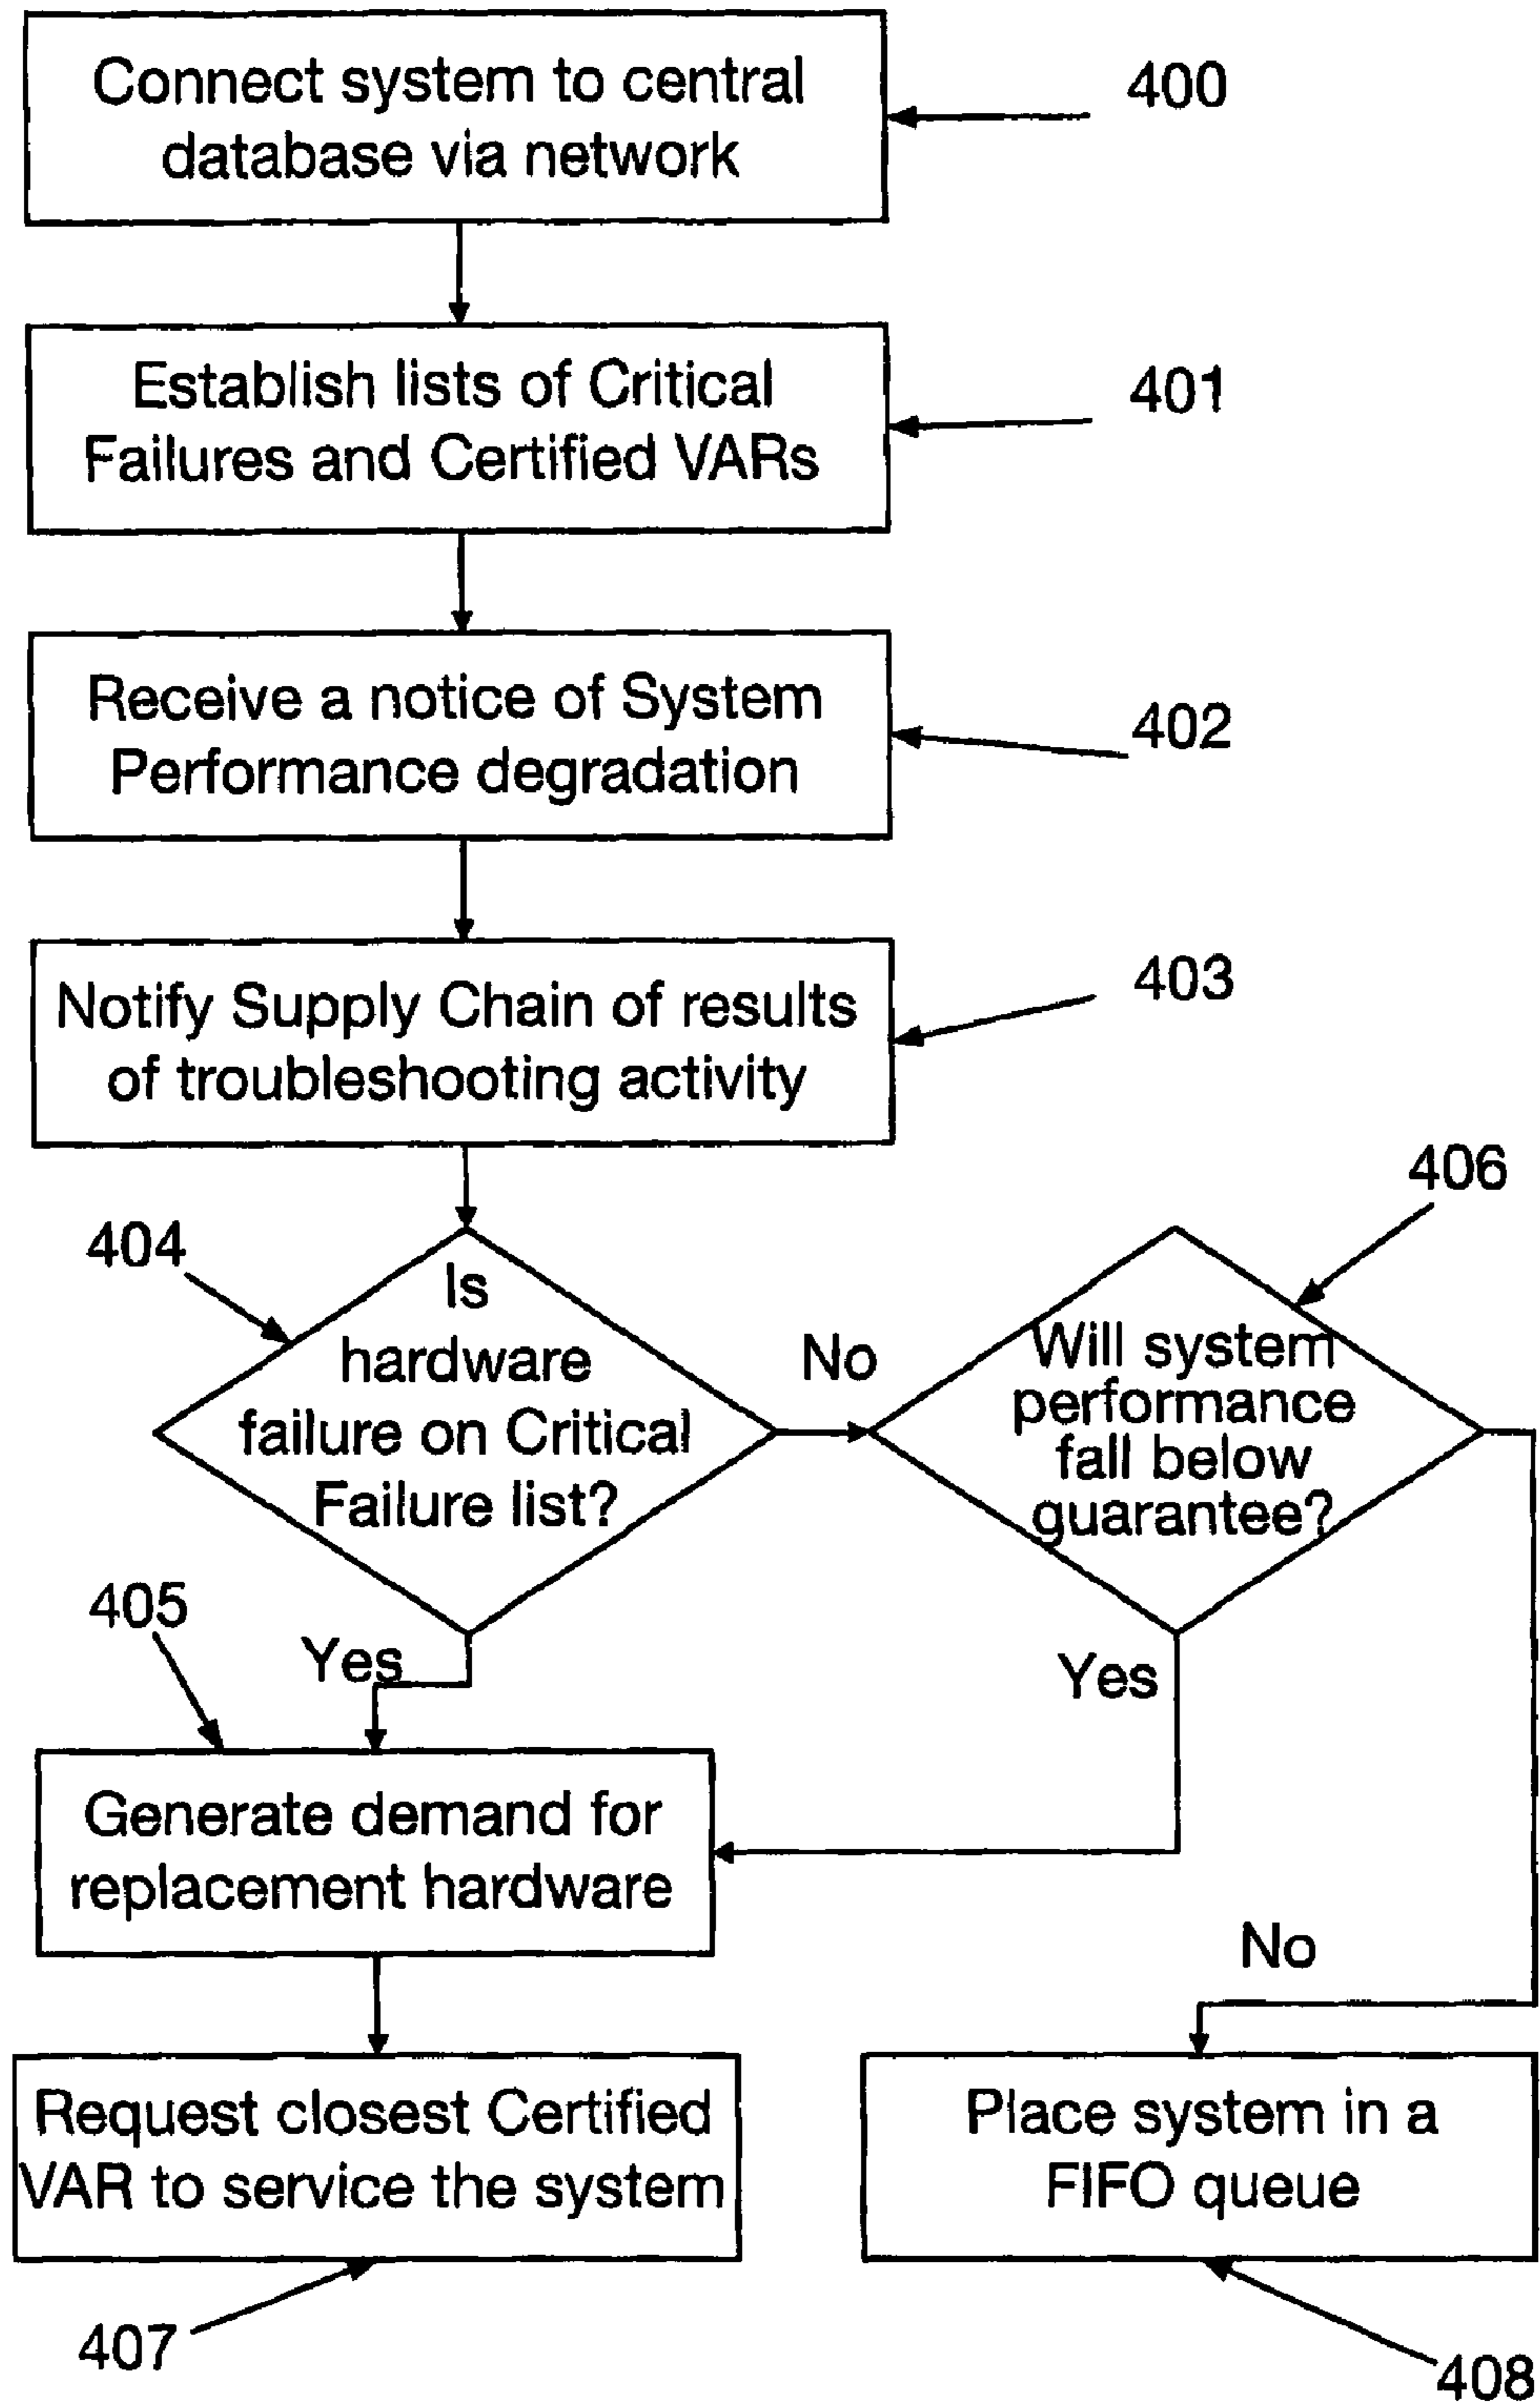 Connect system to central
database via network
400
Establish lists of Critical
Failures and Certified VARs
401
Receive a notice of System
Performance degradation
402
Notify Supply Chain of results
of troubleshooting activity
403
404
Is
hardware
failure on Critical
Failure list?
No
406
Will system
performance
fall below
guarantee?
405
Yes
Yes
Generate demand for
replacement hardware
No
Request closest Certified
VAR to service the system
Place system in a
FIFO queue
407
408